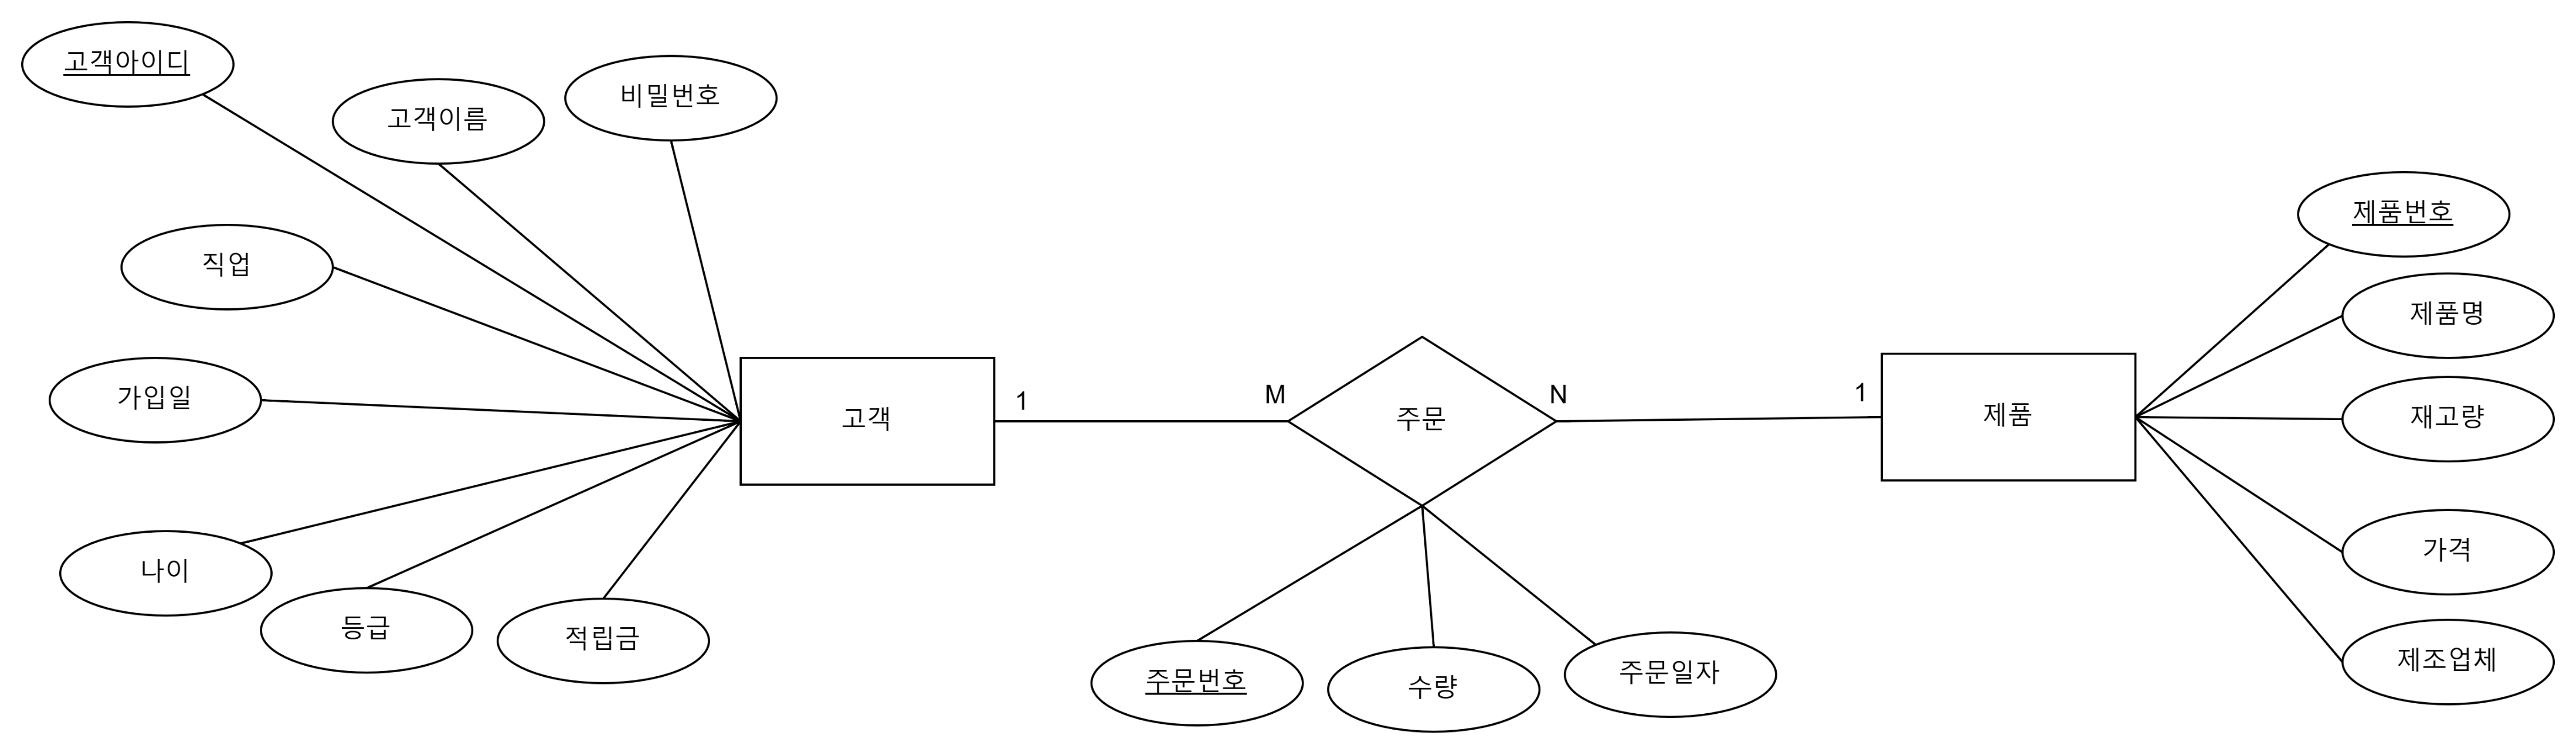 고객아이디
고객이름
비밀번호
직업
가입일
나이
등급
적립금
고객
1
M
주문
N
1
제품
주문번호
수량
주문일자
제품번호
제품명
재고량
가격
제조업체